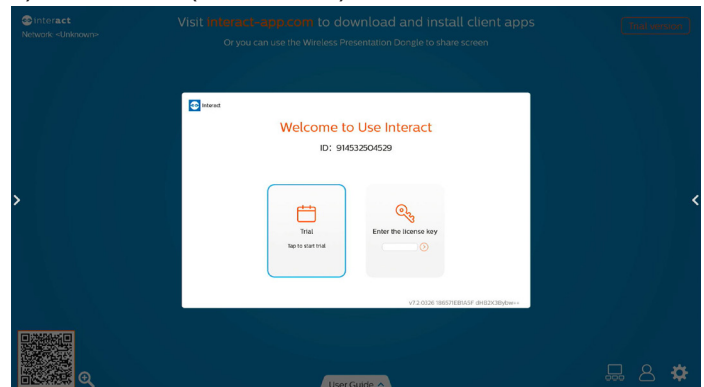 interact
Network: <Unknown>
Visit interact-app.com to download and install client apps
Or you can use the Wireless Presentation Dongle to share screen
Trial version
interact
Welcome to Use Interact
ID: 914532504529
Trial
Tap to start trial
Enter the license key
User Guide